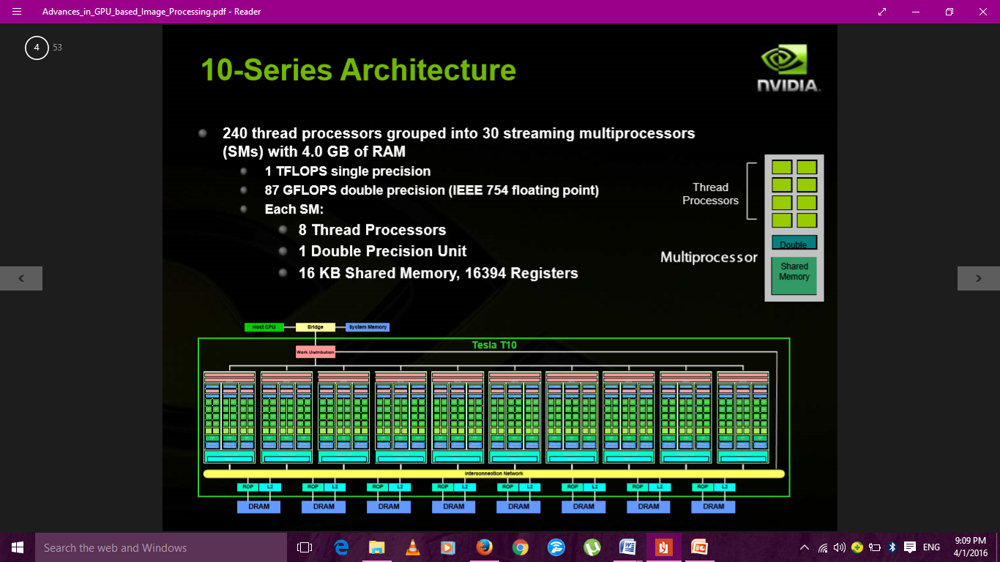 Advances_in_GPU_based_Image_Processing.pdf - Reader
4 53
10-Series Architecture
NVIDIA.
240 thread processors grouped into 30 streaming multiprocessors
(SMs) with 4.0 GB of RAM
1 TFLOPS single precision
87 GFLOPS double precision (IEEE 754 floating point)
Each SM:
8 Thread Processors
1 Double Precision Unit
16 KB Shared Memory, 16394 Registers
Thread
Processors
Multiprocessor
Double
Shared
Memory
Host CPU Bridge System Memory
Tesla T10
Work Distribution
Interconnection Network
ROP L2 ROP L2 ROP L2 ROP L2 ROP L2 ROP L2 ROP L2 ROP L2
DRAM DRAM DRAM DRAM DRAM DRAM DRAM DRAM
Search the web and Windows
ENG
9:09 PM
4/1/2016